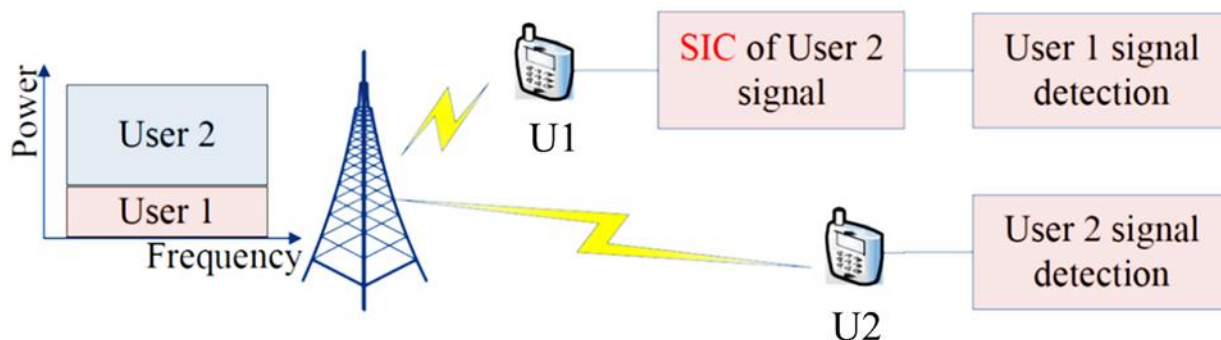 Power
User 2
User 1
Frequency
U1
SIC of User 2
signal
User 1 signal
detection
U2
User 2 signal
detection